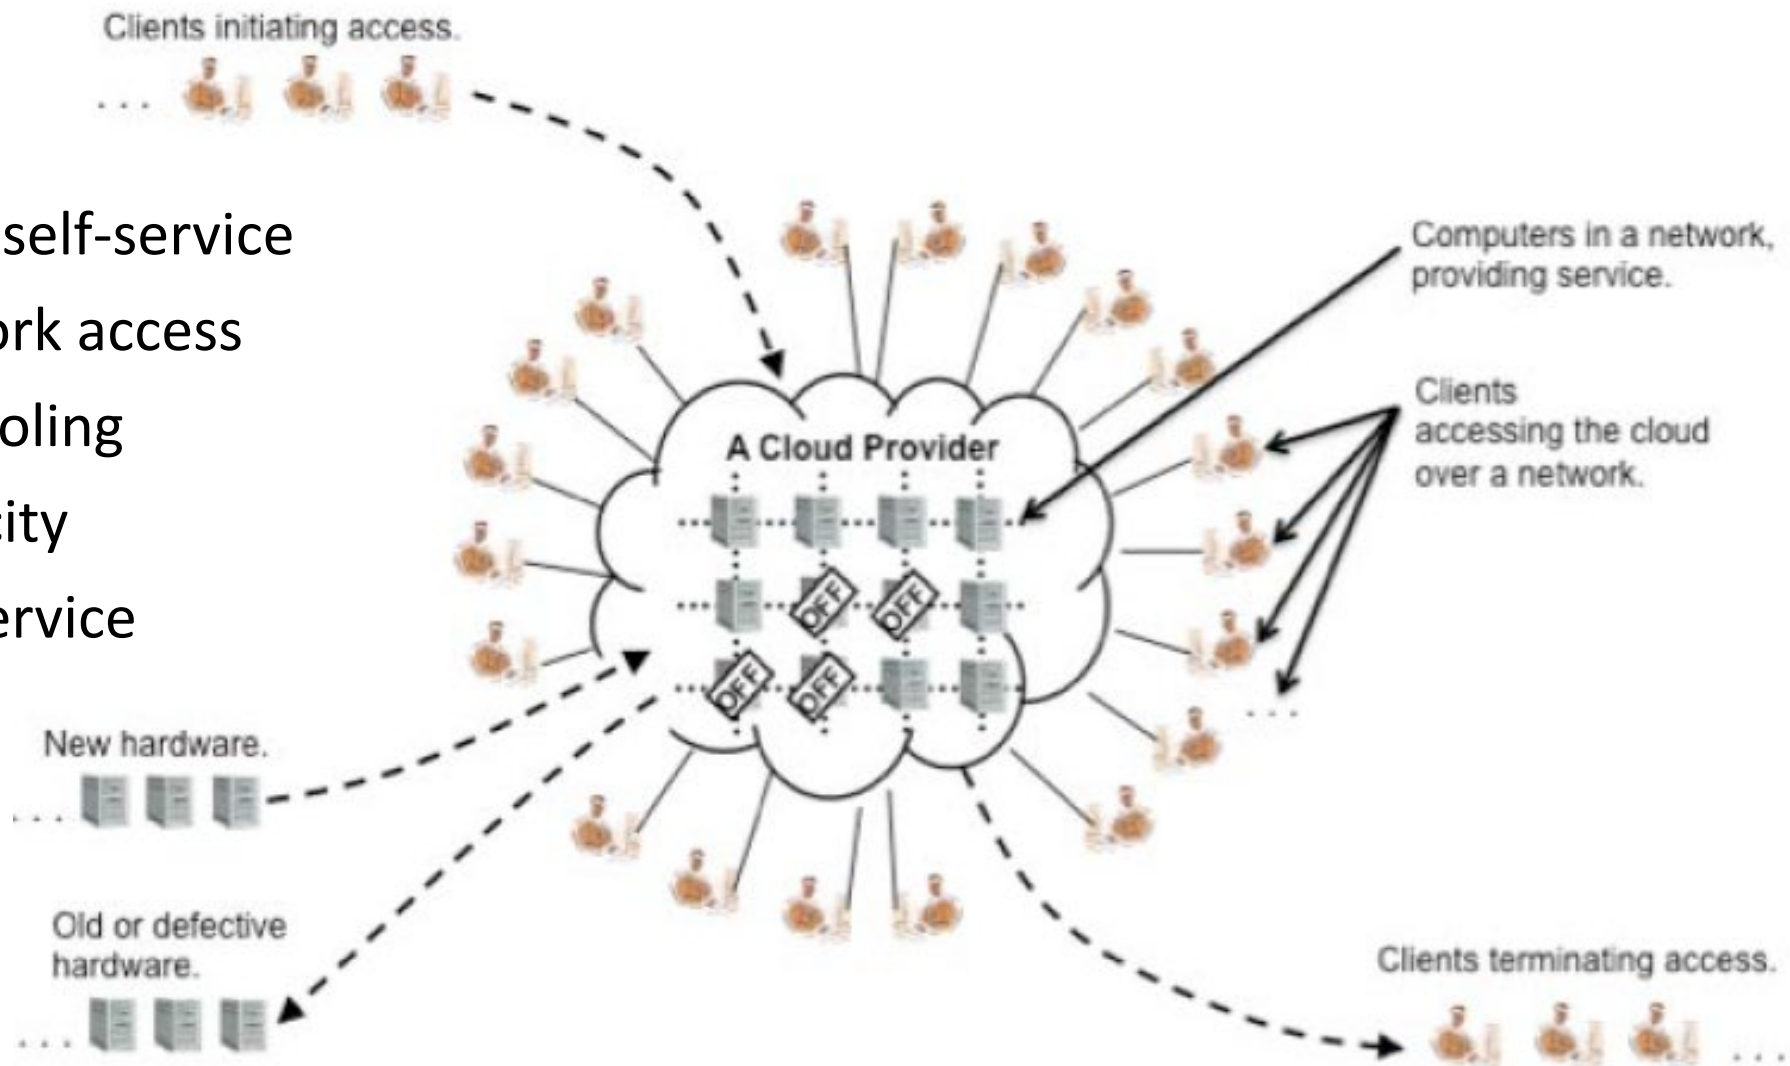 Clients initiating access.
. . .
self-service
ork access
oling
city
ervice
Computers in a network,
providing service.
Clients
accessing the cloud
over a network.
. . .
A Cloud Provider
OFF
OFF
OFF
OFF
New hardware.
. . .
Old or defective
hardware.
. . .
Clients terminating access.
. . .